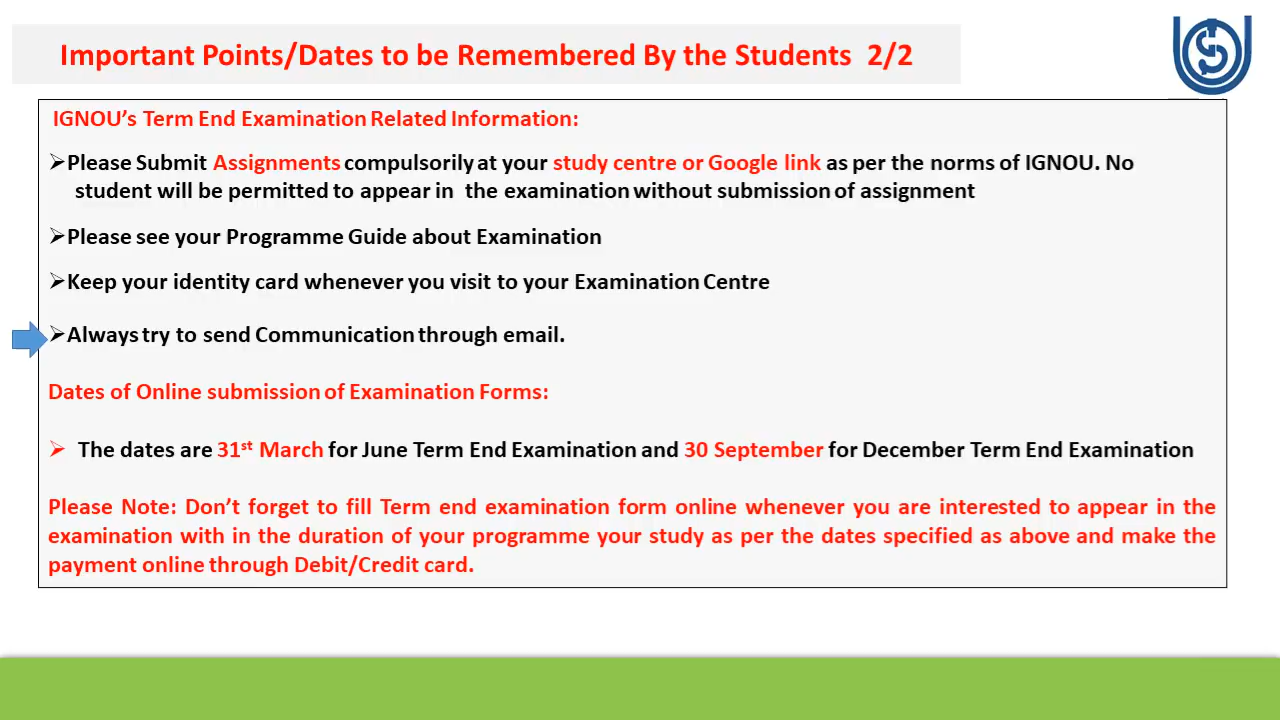 Important Points/Dates to be Remembered By the Students 2/2
IGNOU's Term End Examination Related Information:
➢Please Submit Assignments compulsorily at your study centre or Google link as per the norms of IGNOU. No
student will be permitted to appear in the examination without submission of assignment
➢Please see your Programme Guide about Examination
➢Keep your identity card whenever you visit to your Examination Centre
➢Always try to send Communication through email.
Dates of Online submission of Examination Forms:
➢ The dates are 31st March for June Term End Examination and 30 September for December Term End Examination
Please Note: Don't forget to fill Term end examination form online whenever you are interested to appear in the
examination with in the duration of your programme your study as per the dates specified as above and make the
payment online through Debit/Credit card.